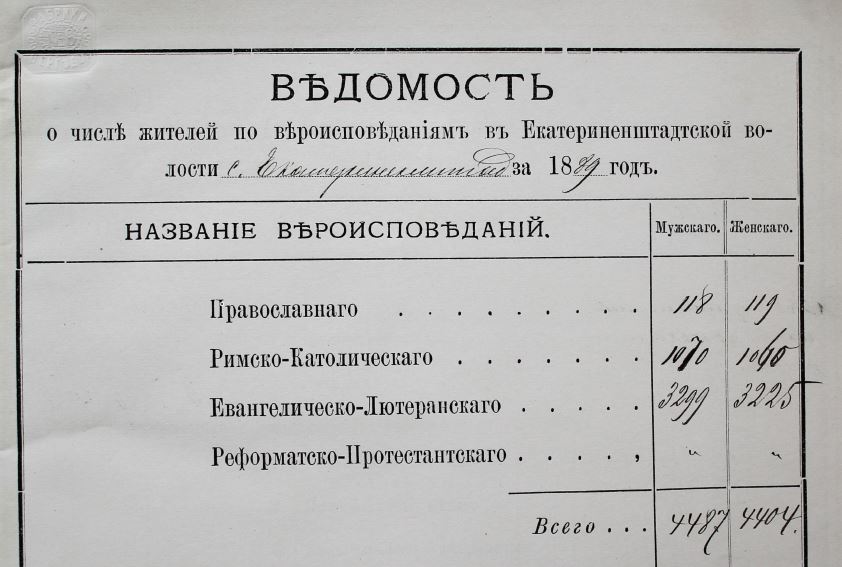 ВѢДОМОСТЬ
о числѣ жителей по вѣроисповѣданіямъ въ Екатериненштадтской во-
лости с. Екатериненштадт за 1889 годъ.
НАЗВАНІЕ ВѢРОИСПОВѢДАНІЙ. Мужскаго. Женскаго.
Православнаго . . . . . . . . . 118 119
Римско-Католическаго . . . . . . . 1070 1060
Евангелическо-Лютеранскаго . . . . . 3299 3225
Реформатско-Протестантскаго . . . . , " "
Всего . . . 4487 4404.